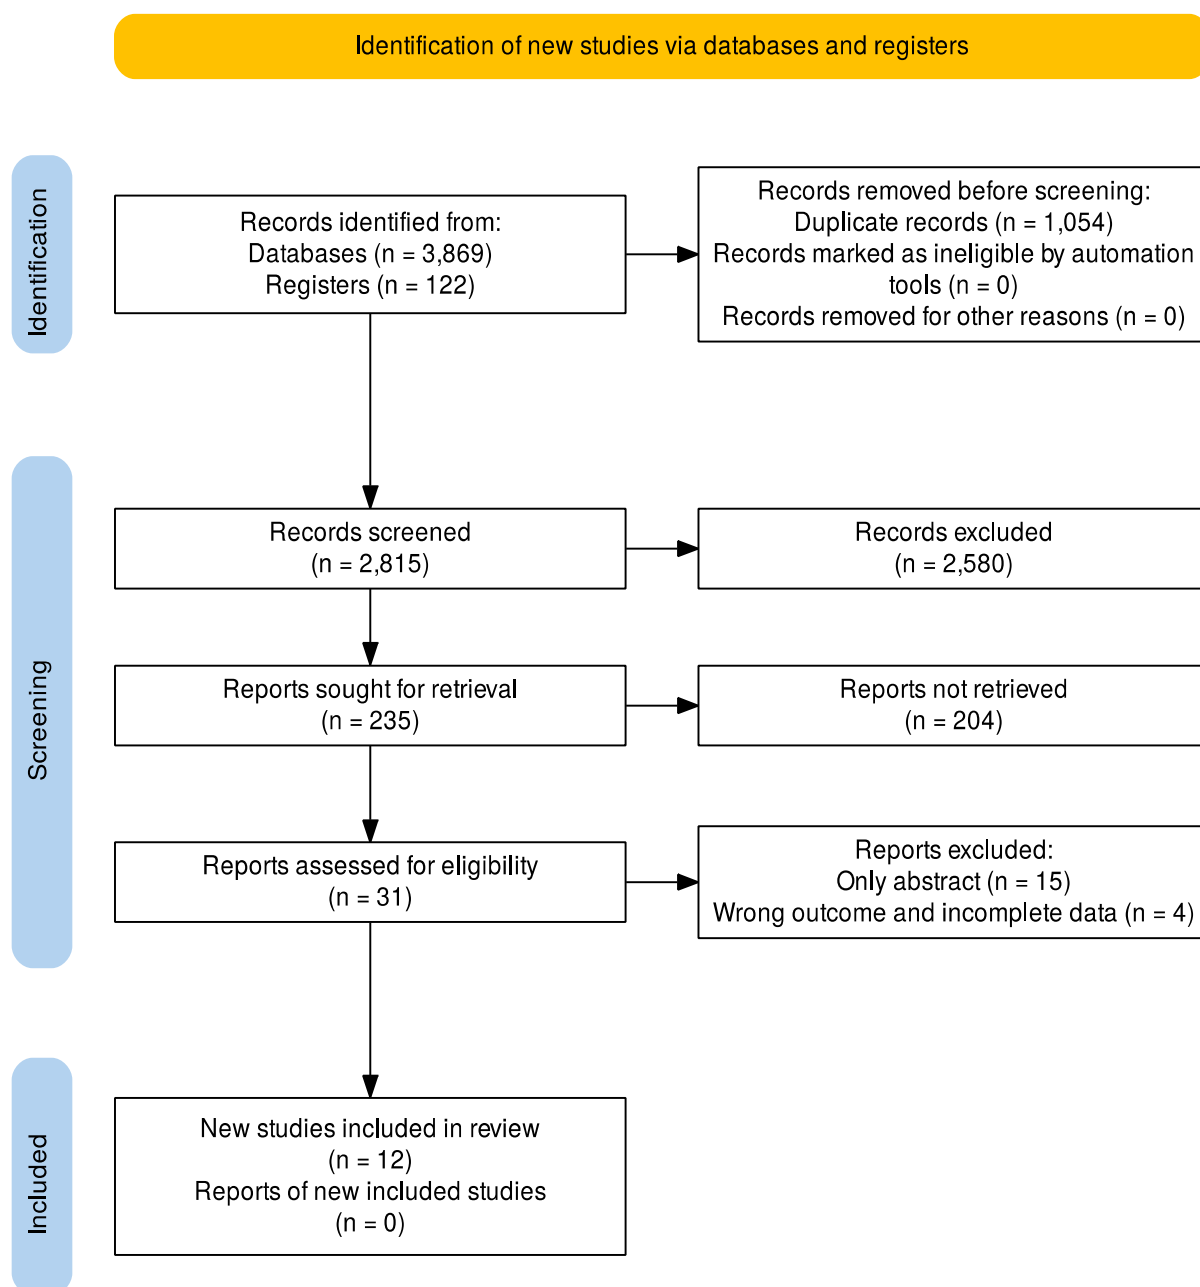 Identification of new studies via databases and registers
Identification
Records identified from:
Databases (n = 3,869)
Registers (n = 122)
Records removed before screening:
Duplicate records (n = 1,054)
Records marked as ineligible by automation
tools (n = 0)
Records removed for other reasons (n = 0)
Screening
Records screened
(n = 2,815)
Records excluded
(n = 2,580)
Reports sought for retrieval
(n = 235)
Reports not retrieved
(n = 204)
Reports assessed for eligibility
(n = 31)
Reports excluded:
Only abstract (n = 15)
Wrong outcome and incomplete data (n = 4)
Included
New studies included in review
(n = 12)
Reports of new included studies
(n = 0)